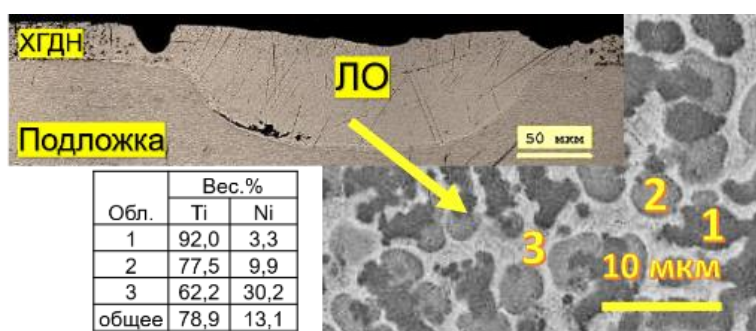 ХГДН
ЛО
Подложка
50 мкм
Вес.%
Обл. Ti Ni
1 92,0 3,3
2 77,5 9,9
3 62,2 30,2
общее 78,9 13,1
2
1
3
10 мкм